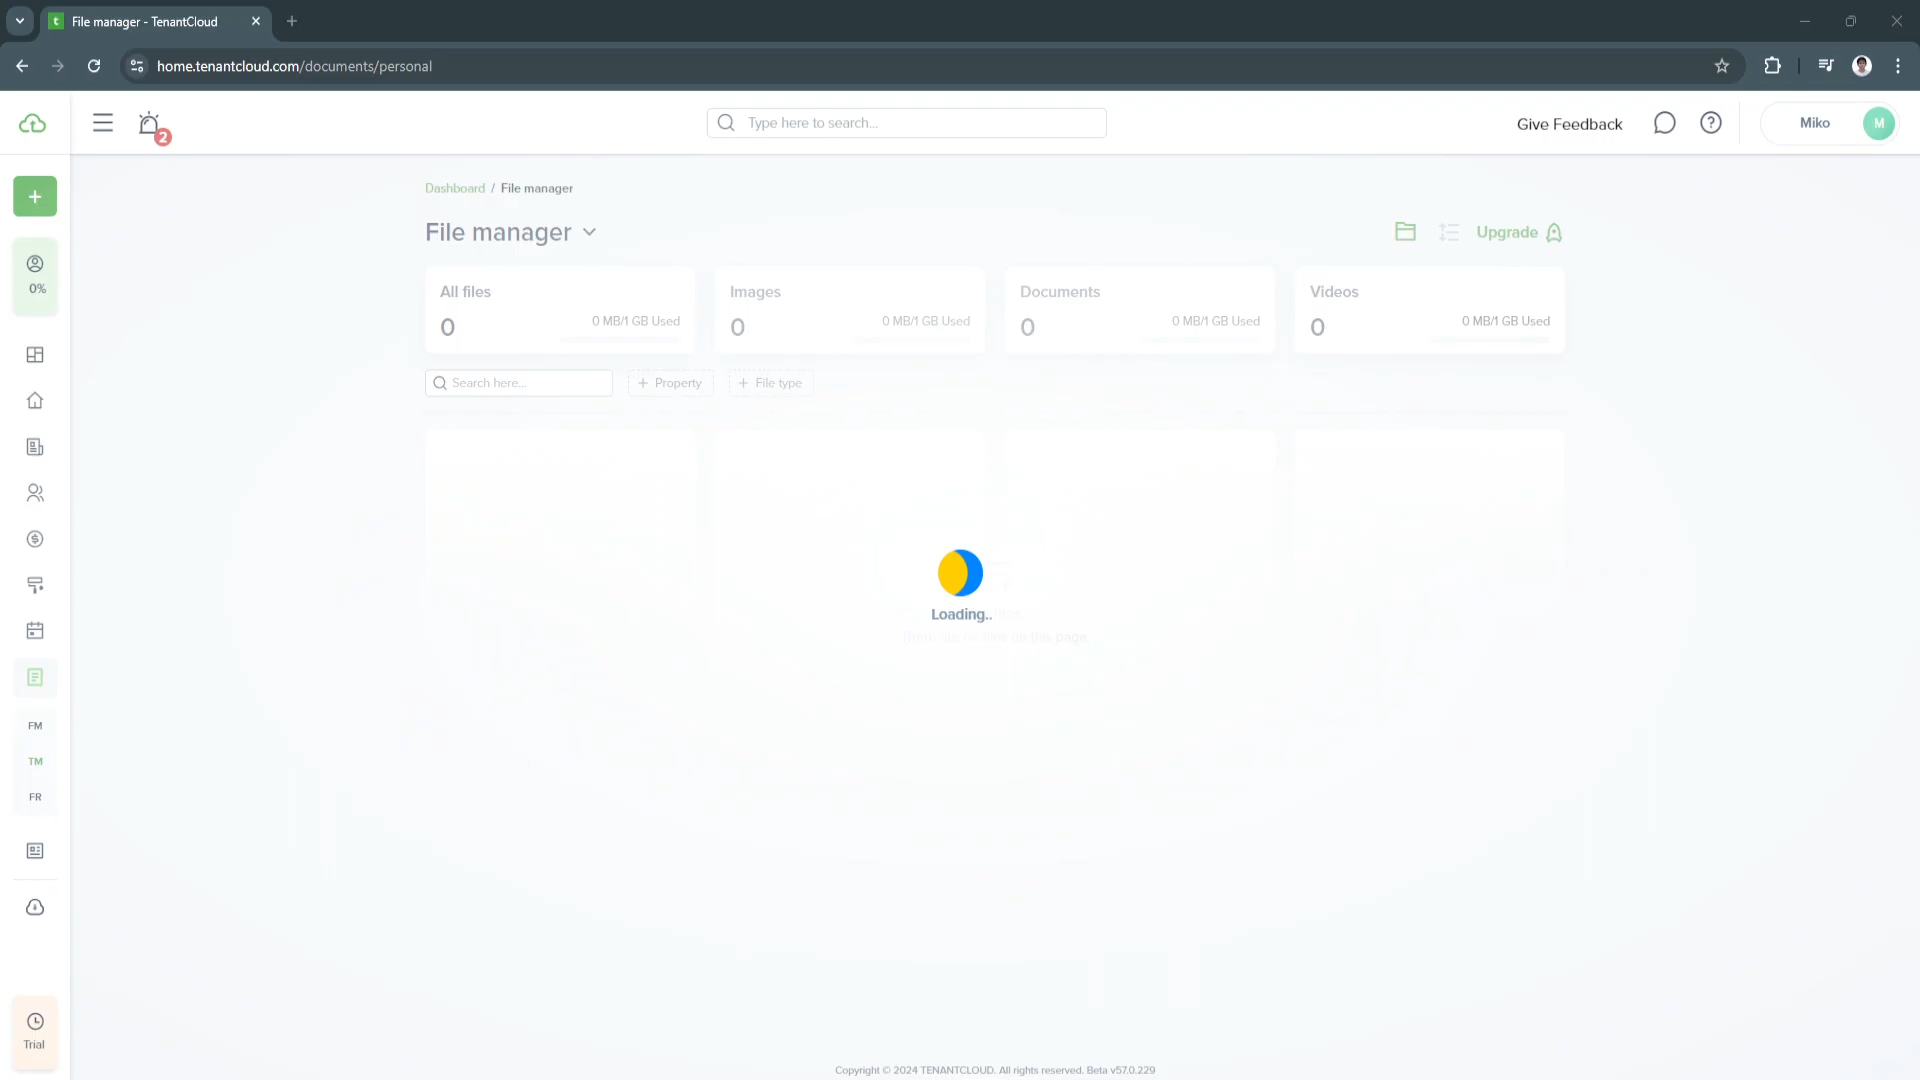 File manager - TenantCloud
home.tenantcloud.com/documents/personal
2
Type here to search...
Give Feedback
Miko
M
0%
FM
TM
FR
Trial
Dashboard / File manager
File manager
Upgrade
All files
0
0 MB/1 GB Used
Images
0
0 MB/1 GB Used
Documents
0
0 MB/1 GB Used
Videos
0
0 MB/1 GB Used
Search here...
+ Property
+ File type
Loading..
on this page.
Copyright © 2024 TENANTCLOUD. All rights reserved. Beta v57.0.229